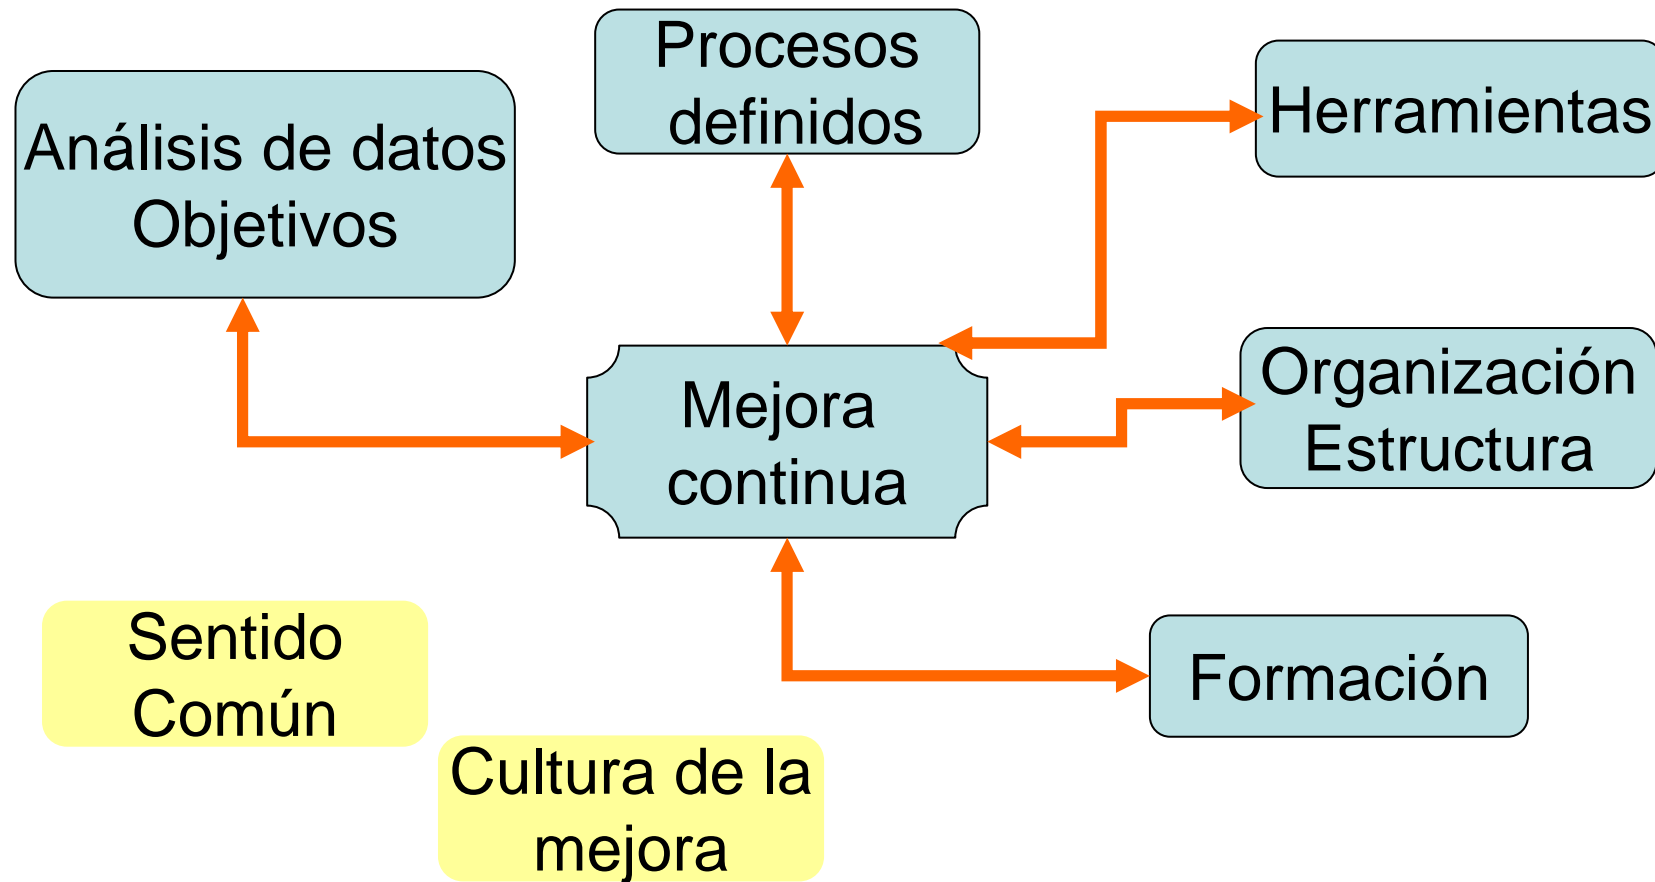 Procesos
definidos
Herramientas
Análisis de datos
Objetivos
Organización
Estructura
Mejora
continua
Sentido
Común
Formación
Cultura de la
mejora